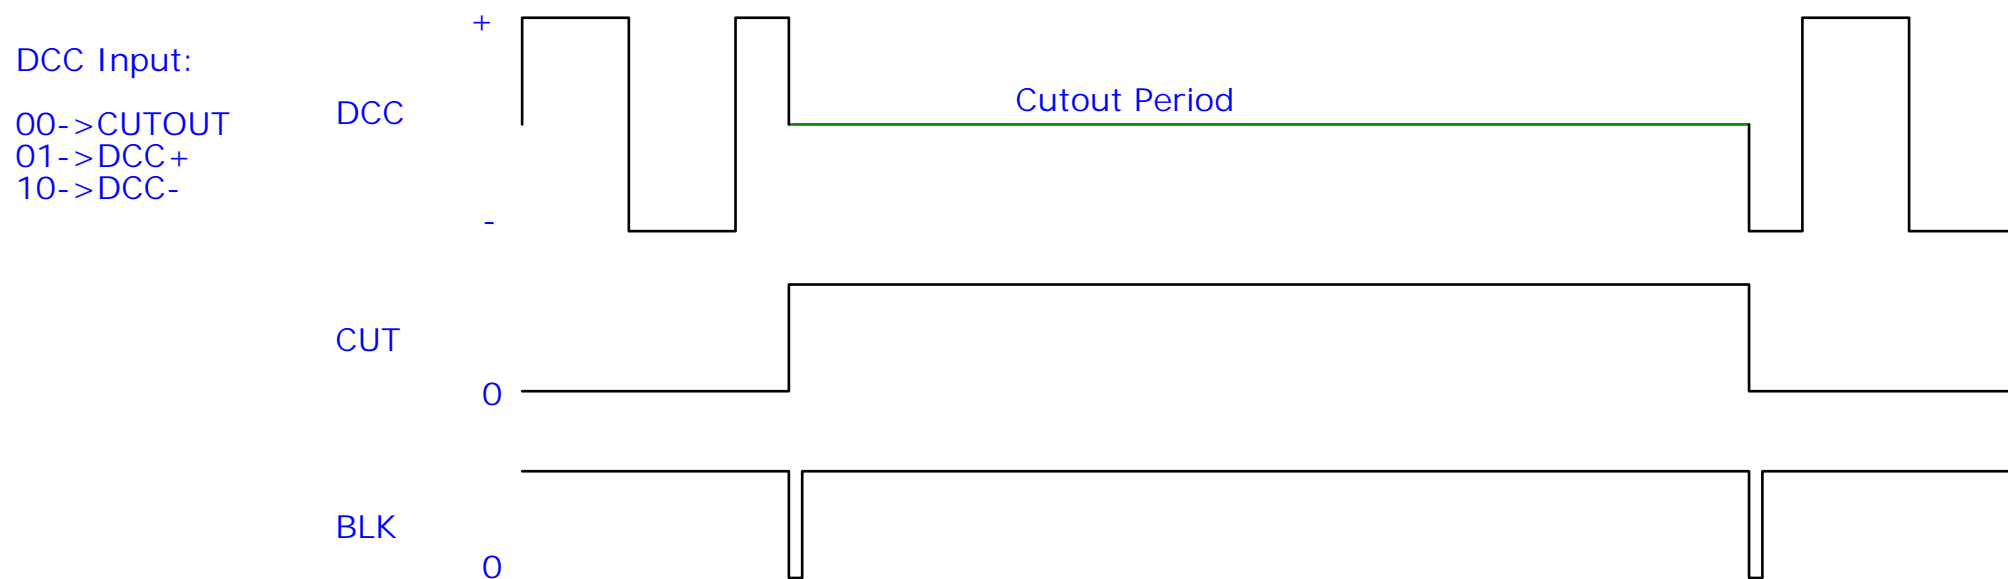 +
DCC Input:
DCC
Cutout Period
00->CUTOUT
01->DCC+
10->DCC-
-
CUT
0
BLK
0